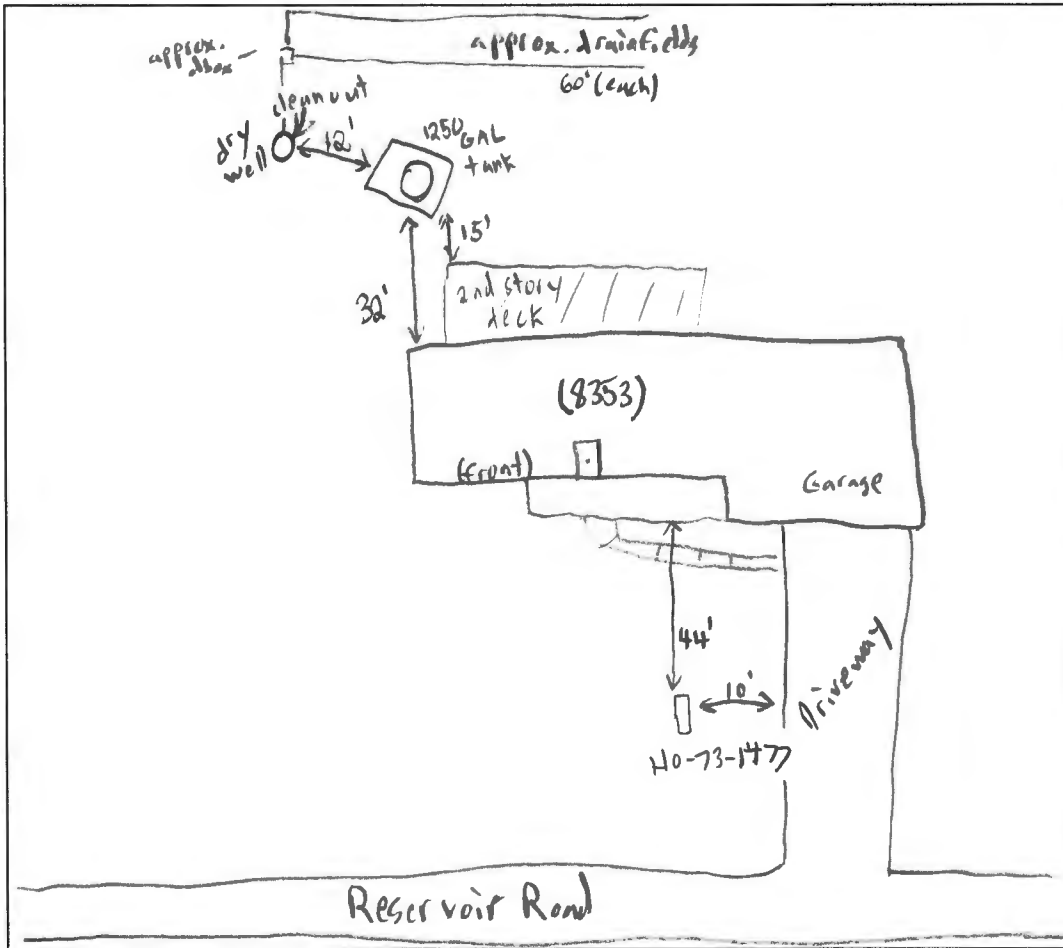 approx. drainfields
approx.
dbox
60' (each)
cleanout
dry
well
12'
1250 GAL
tank
15'
32'
2nd story
deck
(8353)
(front)
Garage
44'
10'
Driveway
HO-73-1477
Reservoir Road